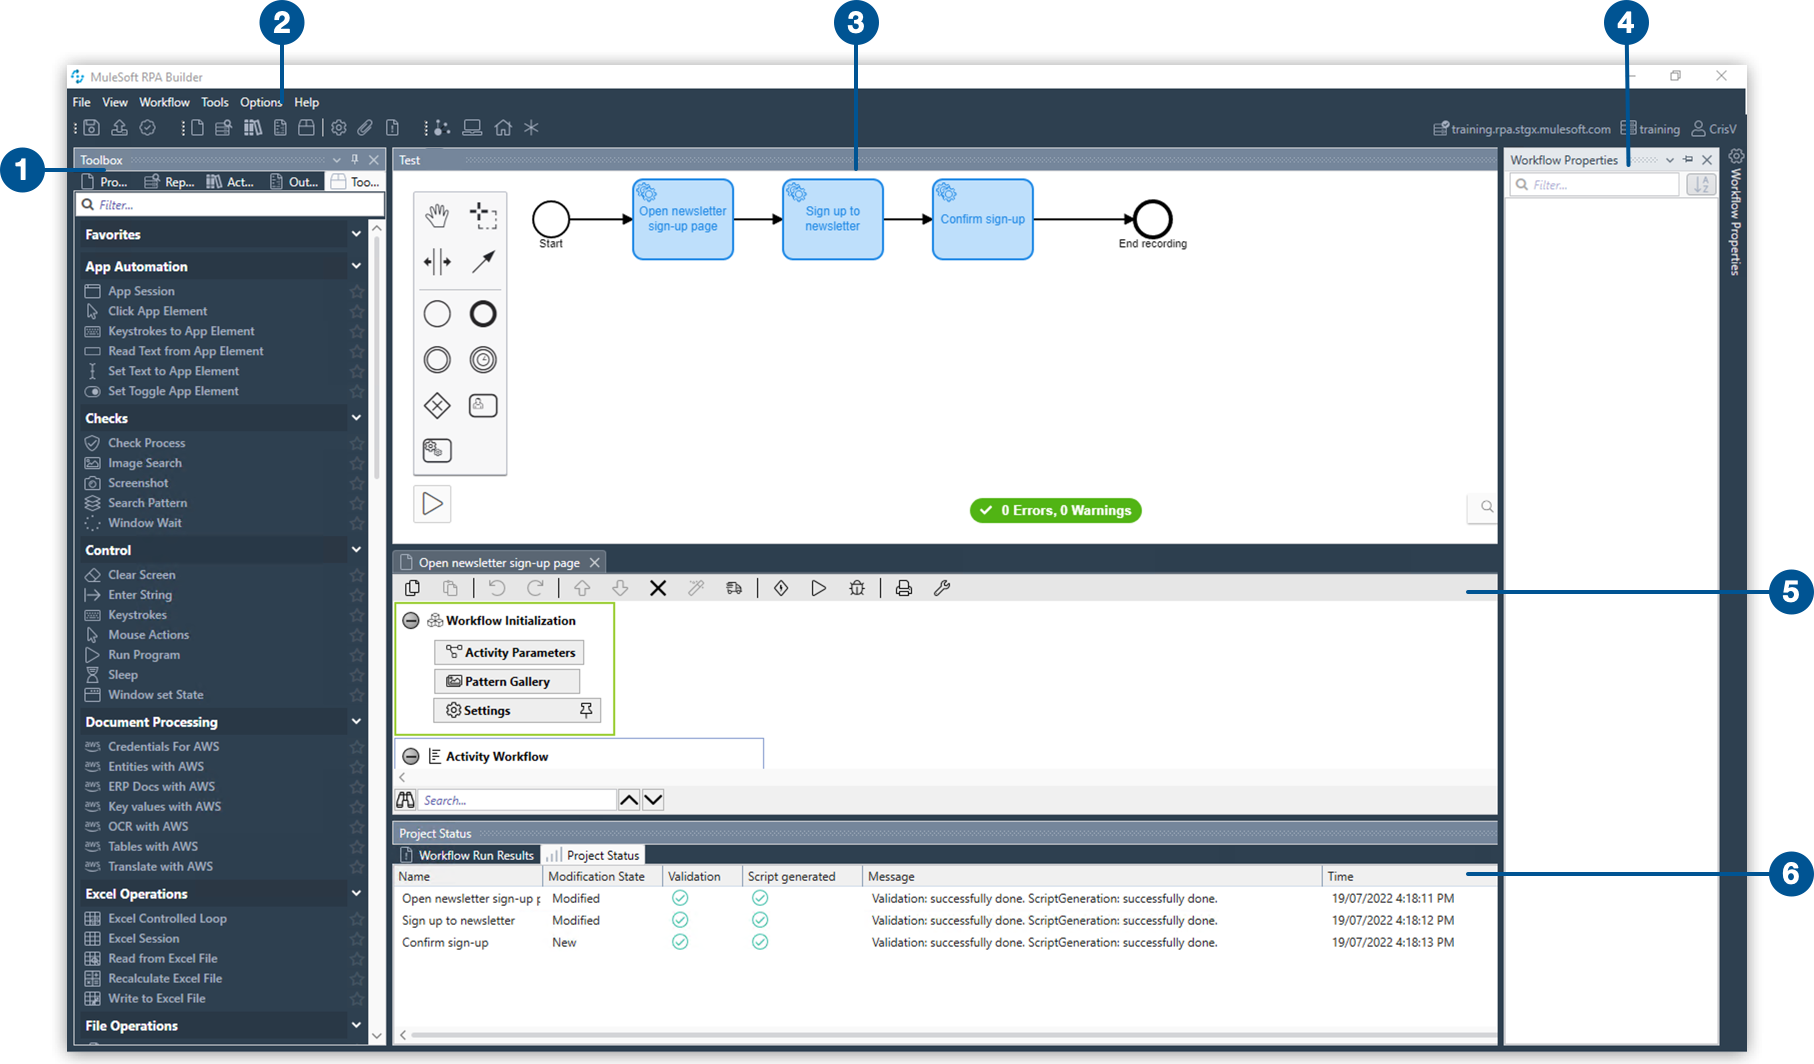 2
3
4
MuleSoft RPA Builder
File View Workflow Tools Options Help
training.rpa.stgx.mulesoft.com training CrisV
1
Toolbox
Pro... Rep... Act... Out... Too...
Filter...
Favorites
App Automation
App Session
Click App Element
Keystrokes to App Element
Read Text from App Element
Set Text to App Element
Set Toggle App Element
Checks
Check Process
Image Search
Screenshot
Search Pattern
Window Wait
Control
Clear Screen
Enter String
Keystrokes
Mouse Actions
Run Program
Sleep
Window set State
Document Processing
aws Credentials For AWS
aws Entities with AWS
aws ERP Docs with AWS
aws Key values with AWS
aws OCR with AWS
aws Tables with AWS
aws Translate with AWS
Excel Operations
Excel Controlled Loop
Excel Session
Read from Excel File
Recalculate Excel File
Write to Excel File
File Operations
Test
Start
Open newsletter
sign-up page
Sign up to
newsletter
Confirm sign-up
End recording
0 Errors, 0 Warnings
Workflow Properties
Filter...
A
Z
Workflow Properties
Open newsletter sign-up page
5
Workflow Initialization
Activity Parameters
Pattern Gallery
Settings
Activity Workflow
Search...
Project Status
Workflow Run Results Project Status
Name Modification State Validation Script generated Message Time
6
Open newsletter sign-up p Modified Validation: successfully done. ScriptGeneration: successfully done. 19/07/2022 4:18:11 PM
Sign up to newsletter Modified Validation: successfully done. ScriptGeneration: successfully done. 19/07/2022 4:18:12 PM
Confirm sign-up New Validation: successfully done. ScriptGeneration: successfully done. 19/07/2022 4:18:13 PM